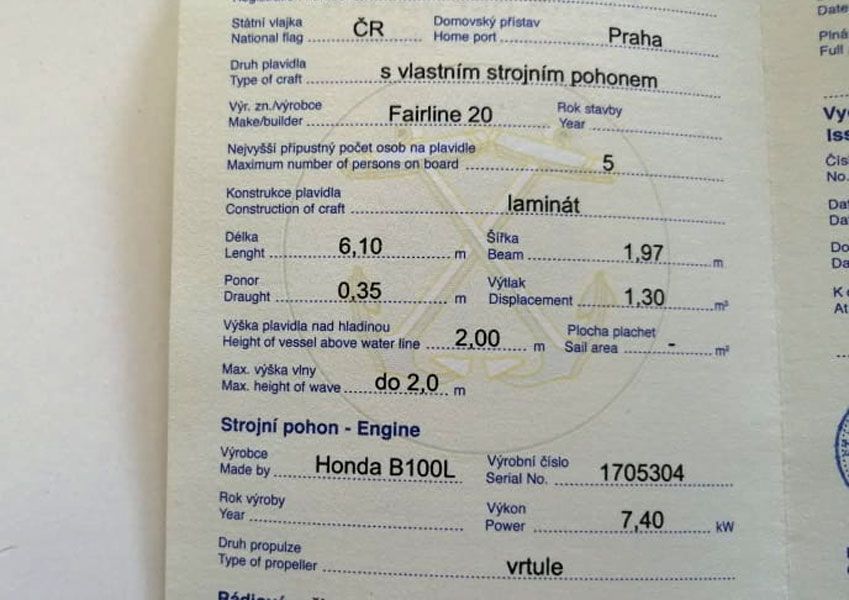 Státní vlajka
National flag ČR
Domovský přístav
Home port Praha
Druh plavidla
Type of craft s vlastním strojním pohonem
Výr. zn./výrobce
Make/builder Fairline 20
Rok stavby
Year
Nejvyšší přípustný počet osob na plavidle
Maximum number of persons on board 5
Konstrukce plavidla
Construction of craft laminát
Délka
Lenght 6,10 m
Šířka
Beam 1,97 m
Ponor
Draught 0,35 m
Výtlak
Displacement 1,30 m³
Výška plavidla nad hladinou
Height of vessel above water line 2,00 m
Plocha plachet
Sail area - m²
Max. výška vlny
Max. height of wave do 2,0 m
Strojní pohon - Engine
Výrobce
Made by Honda B100L
Výrobní číslo
Serial No. 1705304
Rok výroby
Year
Výkon
Power 7,40 kW
Druh propulze
Type of propeller vrtule
Date
Full
No.
K
At